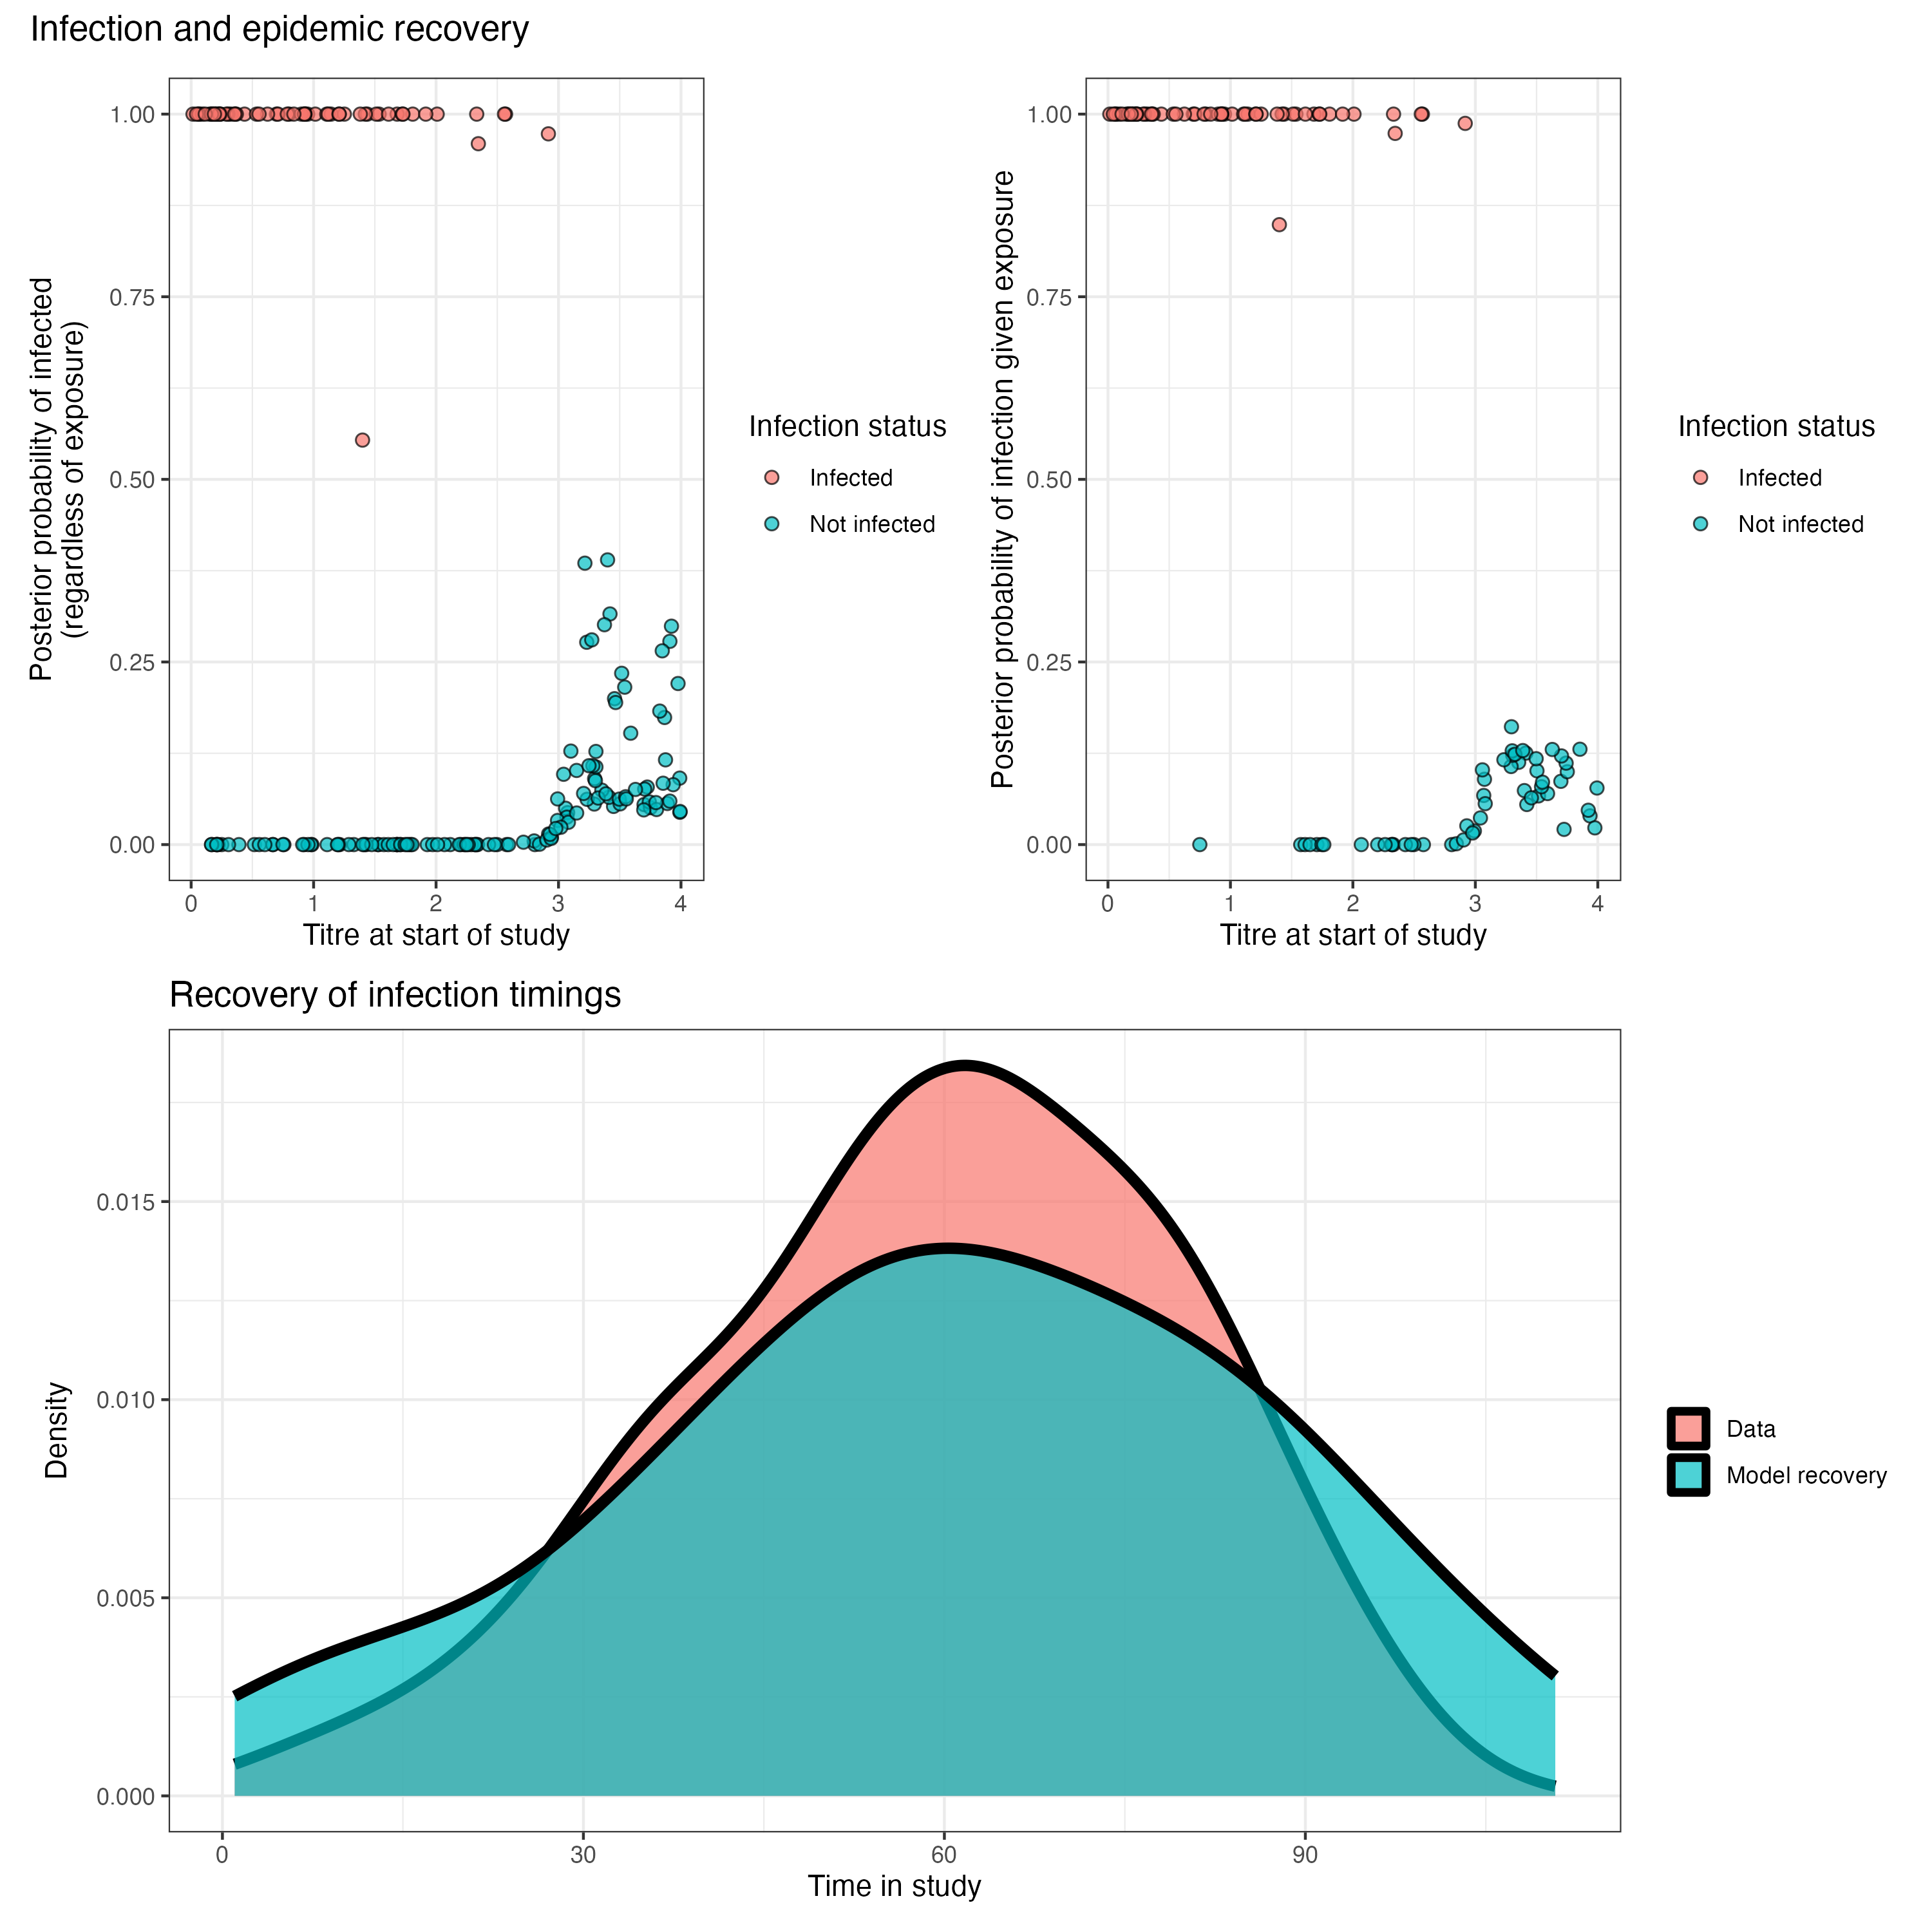 Infection and epidemic recovery
Posterior probability of infected
(regardless of exposure)
1.00
0.75
0.50
0.25
0.00
0
1
2
3
4
Titre at start of study
Infection status
Infected
Not infected
Posterior probability of infection given exposure
1.00
0.75
0.50
0.25
0.00
0
1
2
3
4
Titre at start of study
Infection status
Infected
Not infected
Recovery of infection timings
Density
0.015
0.010
0.005
0.000
0
30
60
90
Time in study
Data
Model recovery